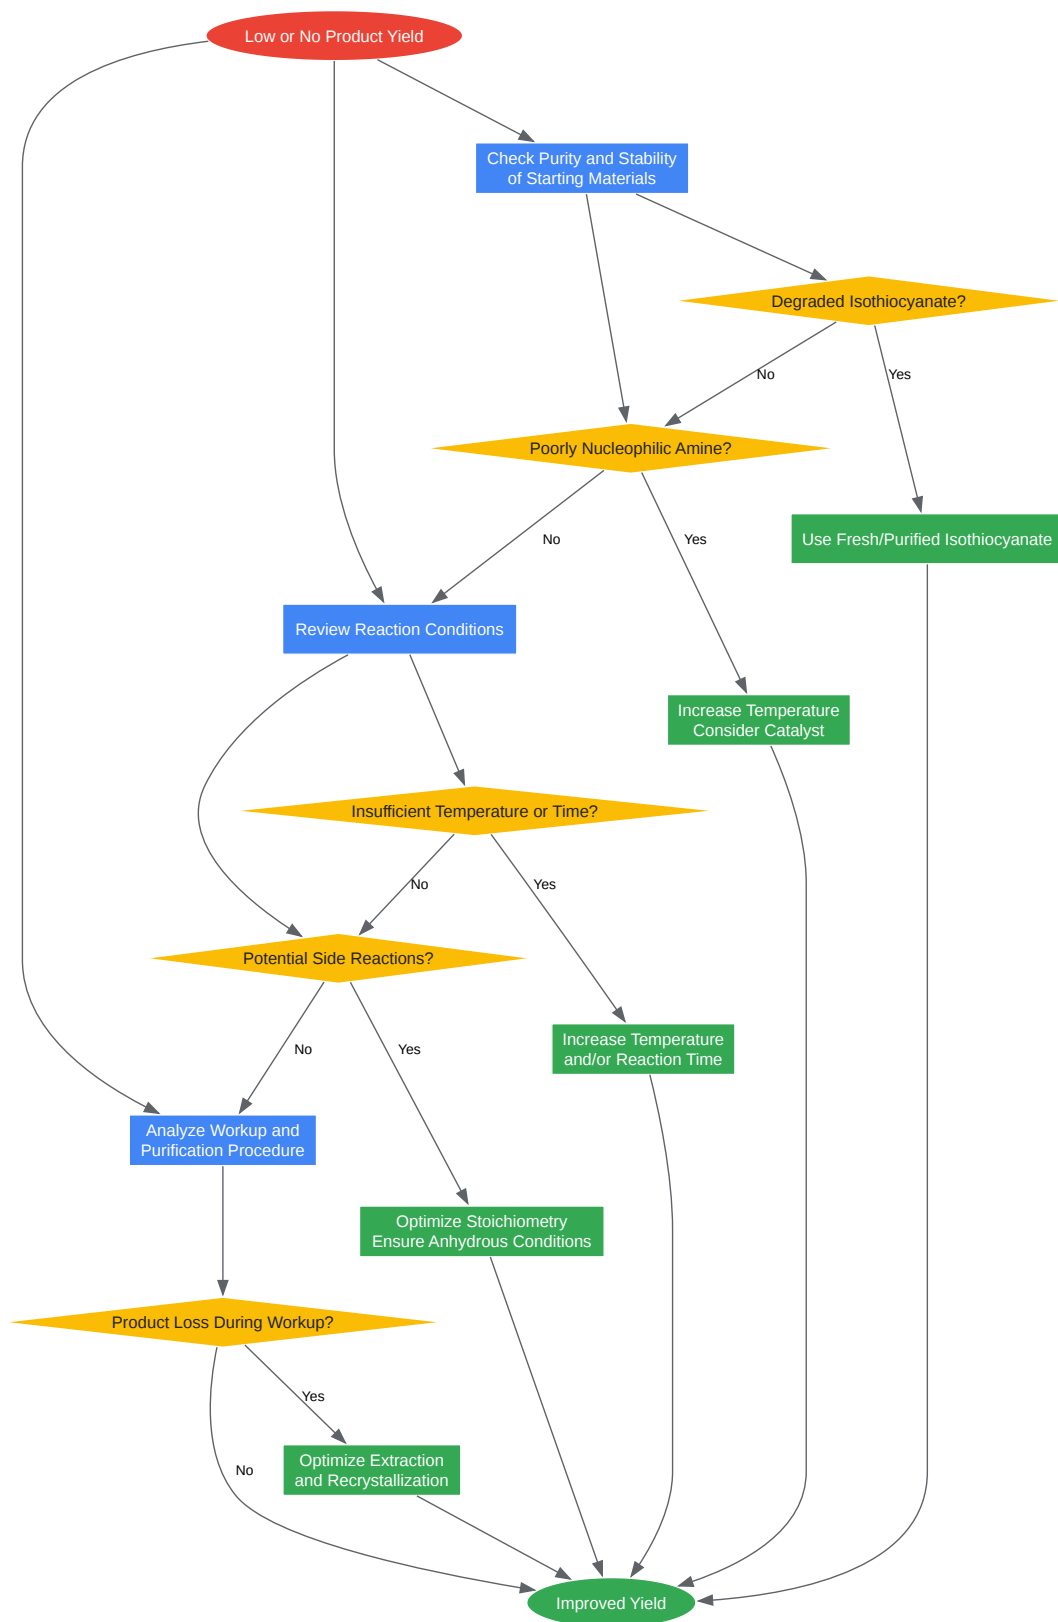 Low or No Product Yield
Check Purity and Stability
of Starting Materials
Degraded Isothiocyanate?
No
Yes
Poorly Nucleophilic Amine?
No
Yes
Use Fresh/Purified Isothiocyanate
Review Reaction Conditions
Increase Temperature
Consider Catalyst
Insufficient Temperature or Time?
No
Yes
Potential Side Reactions?
No
Yes
Increase Temperature
and/or Reaction Time
Analyze Workup and
Purification Procedure
Optimize Stoichiometry
Ensure Anhydrous Conditions
Product Loss During Workup?
Yes
No
Optimize Extraction
and Recrystallization
Improved Yield